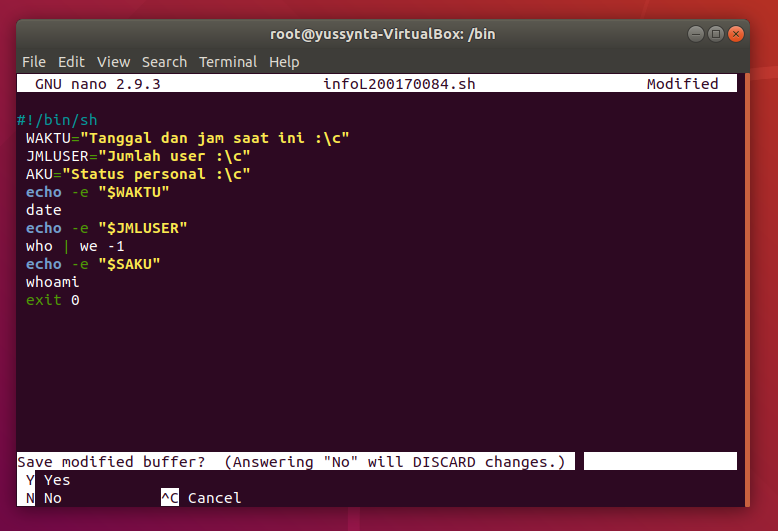 root@yussynta-VirtualBox: /bin
File Edit View Search Terminal Help
GNU nano 2.9.3 infoL200170084.sh Modified
#!/bin/sh
WAKTU="Tanggal dan jam saat ini :\c"
JMLUSER="Jumlah user :\c"
AKU="Status personal :\c"
echo -e "$WAKTU"
date
echo -e "$JMLUSER"
who | we -1
echo -e "$SAKU"
whoami
exit 0
Save modified buffer? (Answering "No" will DISCARD changes.)
Y Yes
N No ^C Cancel